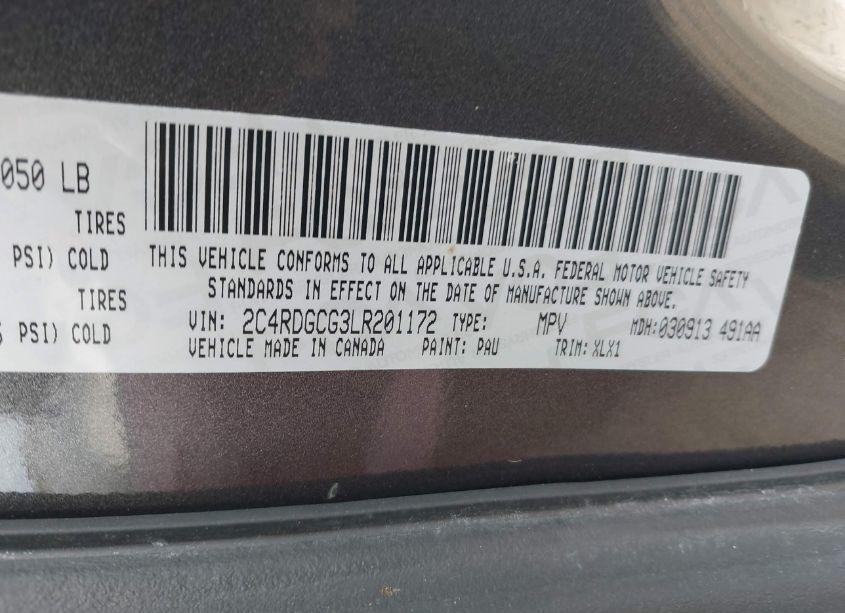 050 LB
TIRES
PSI) COLD
TIRES
PSI) COLD
THIS VEHICLE CONFORMS TO ALL APPLICABLE U.S.A. FEDERAL MOTOR VEHICLE SAFETY
STANDARDS IN EFFECT ON THE DATE OF MANUFACTURE SHOWN ABOVE.
VIN: 2C4RDGCG3LR201172 TYPE: MPV MDH:030913 491AA
VEHICLE MADE IN CANADA PAINT: PAU TRIM: XLX1